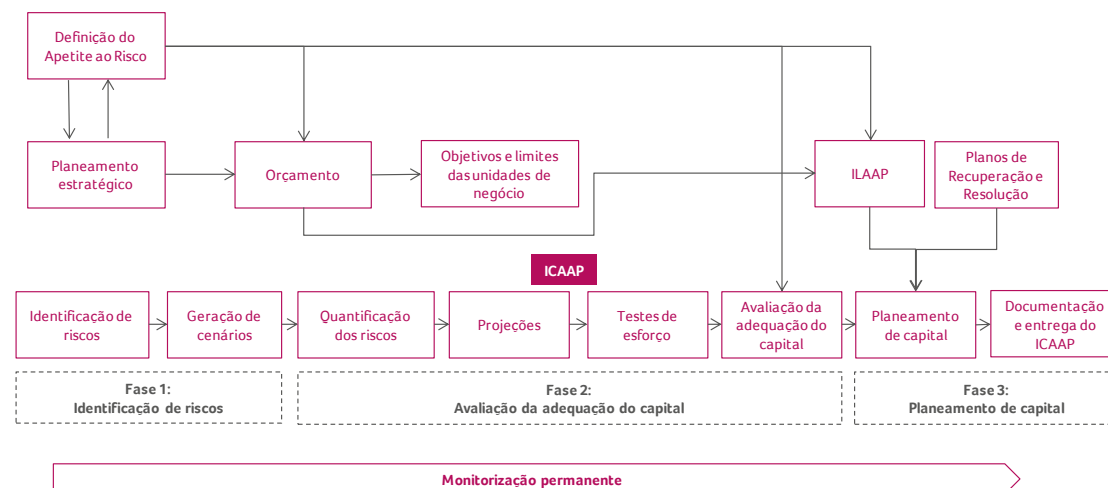 Definição do
Apetite ao Risco
Planeamento
estratégico
Orçamento
Objetivos e limites
das unidades de
negócio
ILAAP
Planos de
Recuperação e
Resolução
ICAAP
Identificação de
riscos
Geração de
cenários
Quantificação
dos riscos
Projeções
Testes de
esforço
Avaliação da
adequação do
capital
Planeamento
de capital
Documentação
e entrega do
ICAAP
Fase 1:
Identificação de riscos
Fase 2:
Avaliação da adequação do capital
Fase 3:
Planeamento de capital
Monitorização permanente